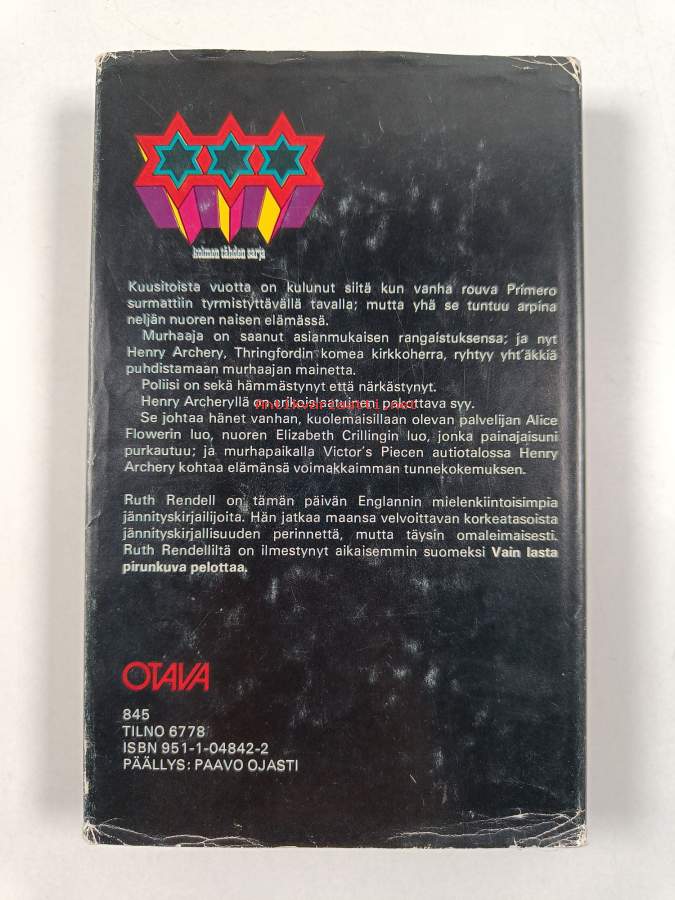 kolmen tähden sarja
Kuusitoista vuotta on kulunut siitä kun vanha rouva Primero
surmattiin tyrmistyttävällä tavalla; mutta yhä se tuntuu arpina
neljän nuoren naisen elämässä.
Murhaaja on saanut asianmukaisen rangaistuksensa; ja nyt
Henry Archery, Thringfordin komea kirkkoherra, ryhtyy yht'äkkiä
puhdistamaan murhaajan mainetta.
Poliisi on sekä hämmästynyt että närkästynyt.
Henry Archeryllä on erikoislaatuinen, pakottava syy.
Se johtaa hänet vanhan, kuolemaisillaan olevan palvelijan Alice
Flowerin luo, nuoren Elizabeth Crillingin luo, jonka painajaisuni
purkautuu; ja murhapaikalla Victor's Piecen autiotalossa Henry
Archery kohtaa elämänsä voimakkaimman tunnekokemuksen.
Ruth Rendell on tämän päivän Englannin mielenkiintoisimpia
jännityskirjailijoita. Hän jatkaa maansa velvoittavan korkeatasoista
jännityskirjallisuuden perinnettä, mutta täysin omaleimaisesti.
Ruth Rendelliltä on ilmestynyt aikaisemmin suomeksi Vain lasta
pirunkuva pelottaa.
OTAVA
845
TILNO 6778
ISBN 951-1-04842-2
PÄÄLLYS: PAAVO OJASTI